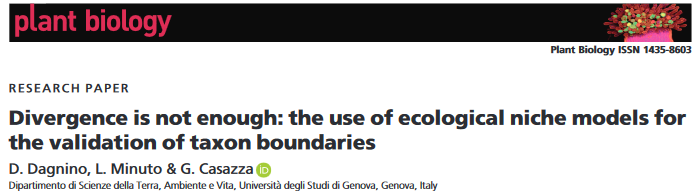 plant biology
Plant Biology ISSN 1435-8603
RESEARCH PAPER
Divergence is not enough: the use of ecological niche models for
the validation of taxon boundaries
D. Dagnino, L. Minuto & G. Casazza iD
Dipartimento di Scienze della Terra, Ambiente e Vita, Università degli Studi di Genova, Genova, Italy